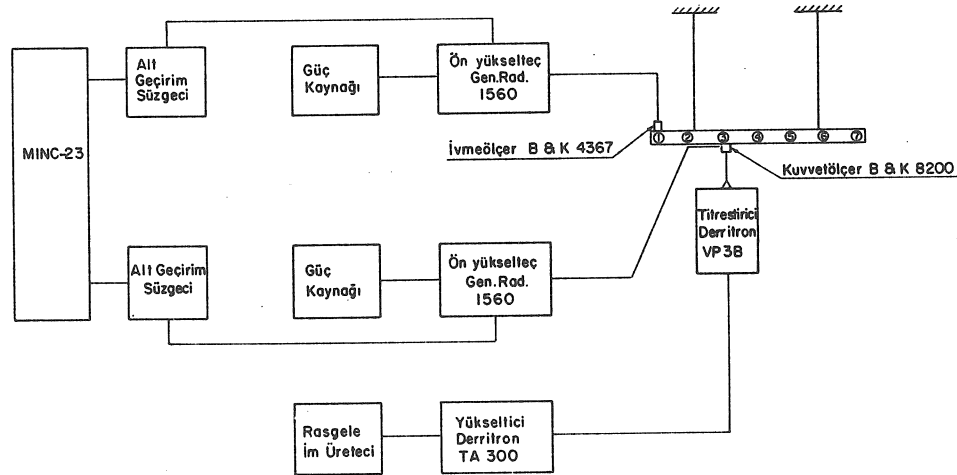 MINC-23
Alt
Geçirim
Süzgeci
Güç
Kaynağı
Ön yükselteç
Gen.Rad.
1560
İvmeölçer B & K 4367
① ② ③ ④ ⑤ ⑥ ⑦
Kuvvetölçer B & K 8200
Titreştirici
Derritron
VP3B
Alt Geçirim
Süzgeci
Güç
Kaynağı
Ön yükselteç
Gen.Rad.
1560
Rasgele
İm Üreteci
Yükseltici
Derritron
TA 300